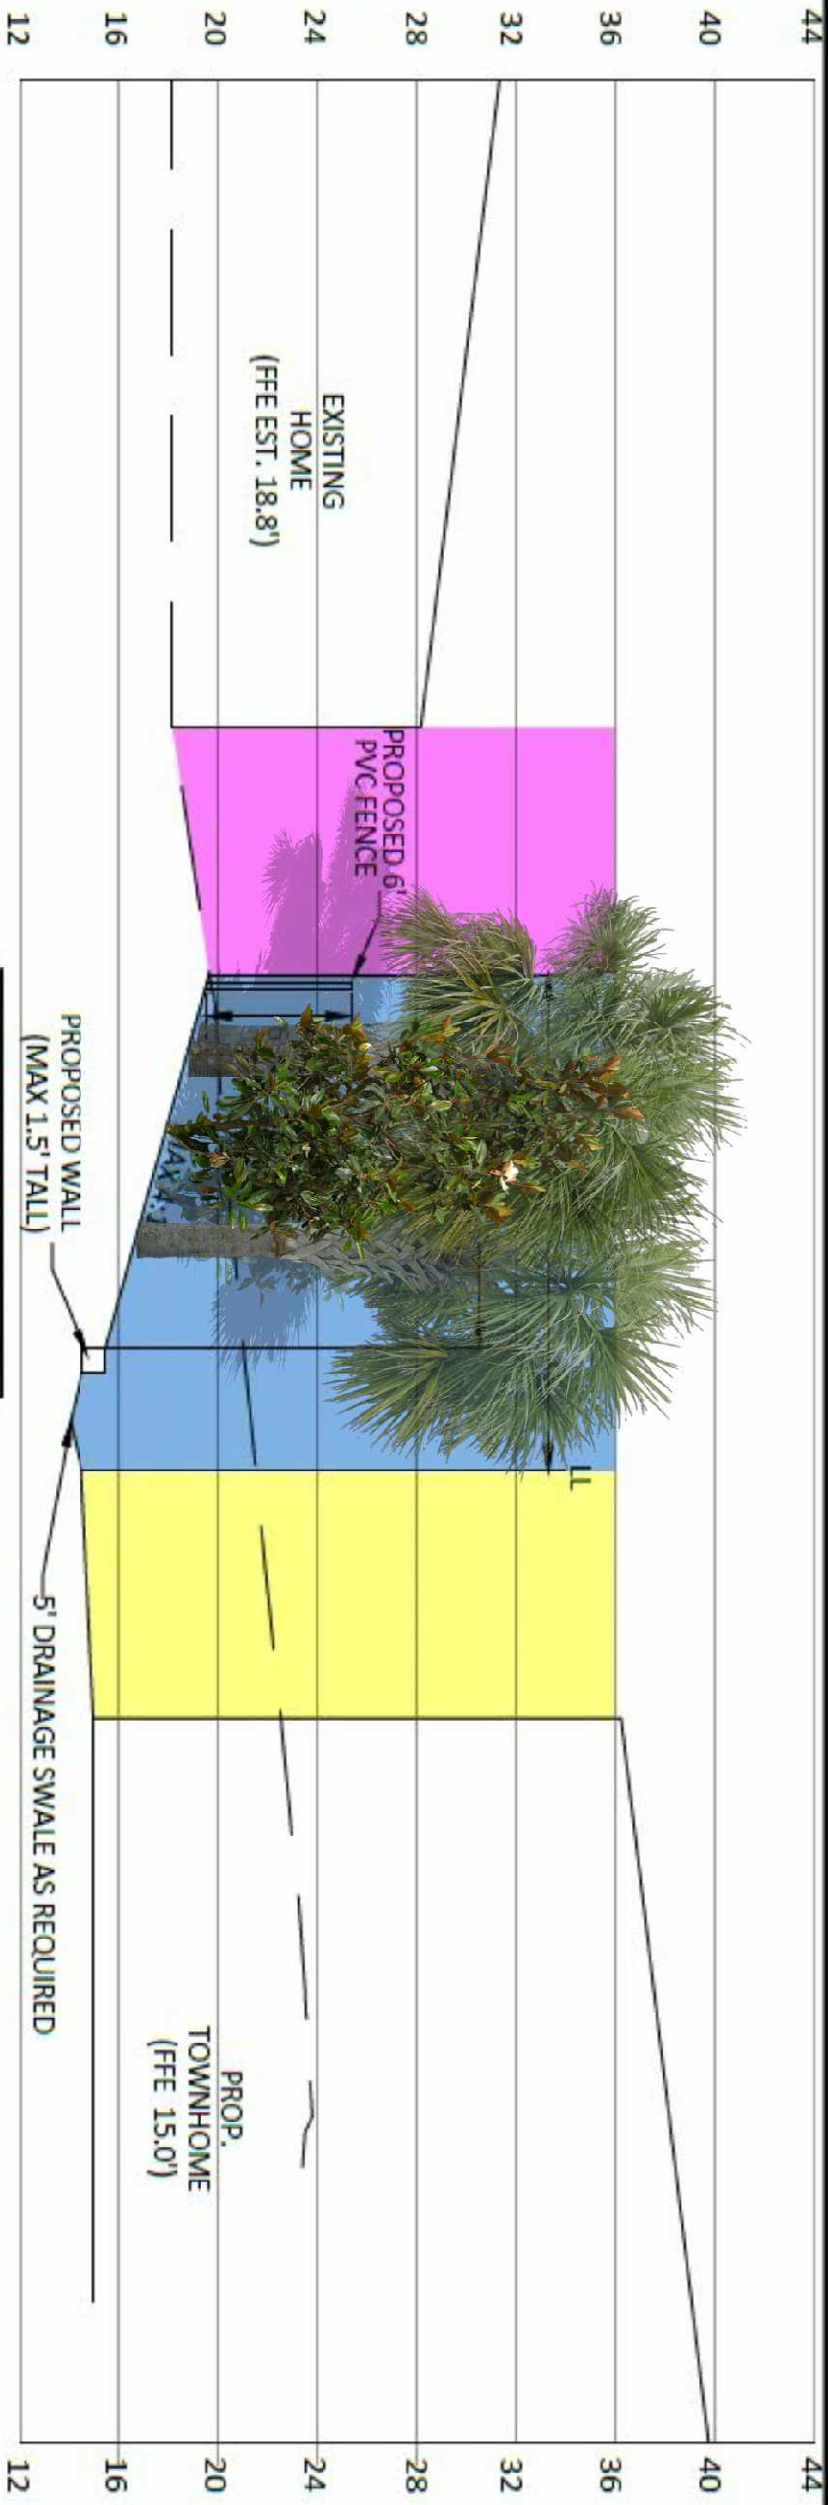 44
40
36
32
28
24
20
16
12
EXISTING
HOME
(FFE EST. 18.8')
PROPOSED 6'
PVC FENCE
PROPOSED WALL
(MAX 1.5' TALL)
LL
5' DRAINAGE SWALE AS REQUIRED
PROP.
TOWNHOME
(FFE 15.0')
44
40
36
32
28
24
20
16
12